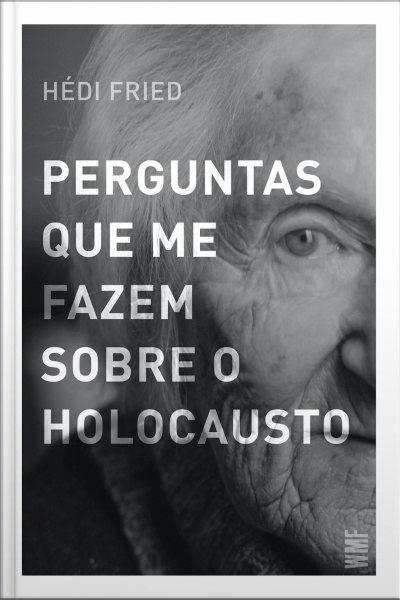 HÉDI FRIED
PERGUNTAS
QUE ME
FAZEM
SOBRE O
HOLOCAUSTO
WMF